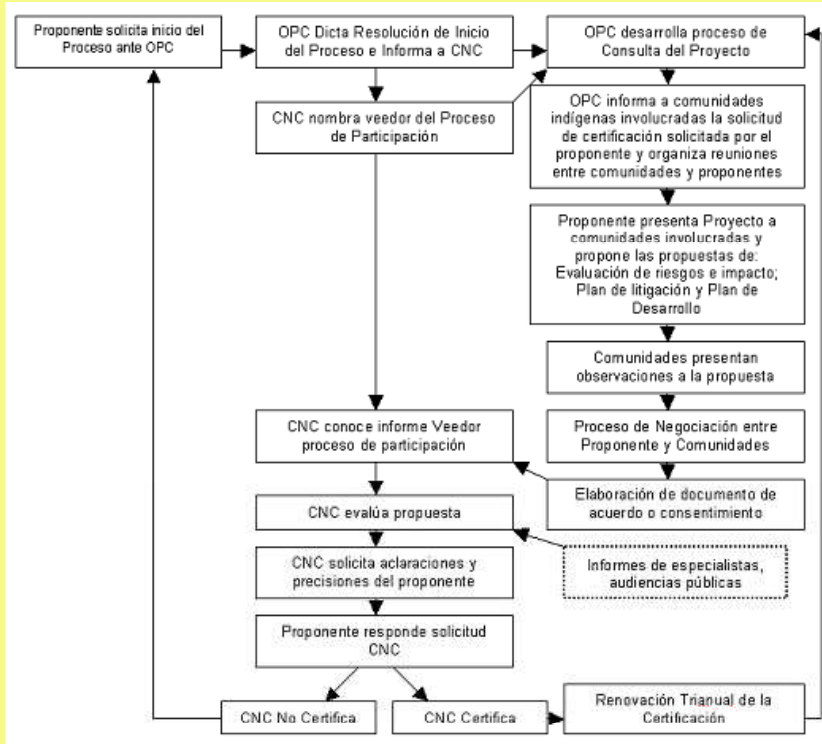 Proponente solicita inicio del
Proceso ante OPC
OPC Dicta Resolución de Inicio
del Proceso e Informa a CNC
OPC desarrolla proceso de
Consulta del Proyecto
CNC nombra veedor del Proceso
de Participación
OPC informa a comunidades
indígenas involucradas la solicitud
de certificación solicitada por el
proponente y organiza reuniones
entre comunidades y proponentes
Proponente presenta Proyecto a
comunidades involucradas y
propone las propuestas de:
Evaluación de riesgos e impacto;
Plan de litigación y Plan de
Desarrollo
Comunidades presentan
observaciones a la propuesta
CNC conoce informe Veedor
proceso de participación
Proceso de Negociación entre
Proponente y Comunidades
Elaboración de documento de
acuerdo o consentimiento
CNC evalúa propuesta
Informes de especialistas,
audiencias públicas
CNC solicita aclaraciones y
precisiones del proponente
Proponente responde solicitud
CNC
CNC No Certifica
CNC Certifica
Renovación Trianual de la
Certificación